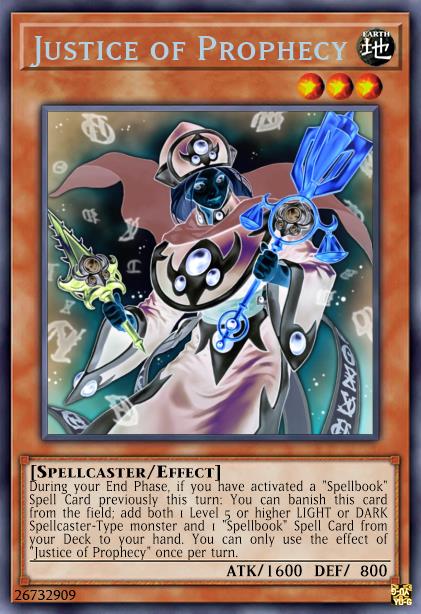 JUSTICE OF PROPHECY
EARTH
地
[SPELLCASTER/EFFECT]
During your End Phase, if you have activated a "Spellbook"
Spell Card previously this turn: You can banish this card
from the field; add both 1 Level 5 or higher LIGHT or DARK
Spellcaster-Type monster and 1 "Spellbook" Spell Card from
your Deck to your hand. You can only use the effect of
"Justice of Prophecy" once per turn.
ATK/1600 DEF/ 800
26732909